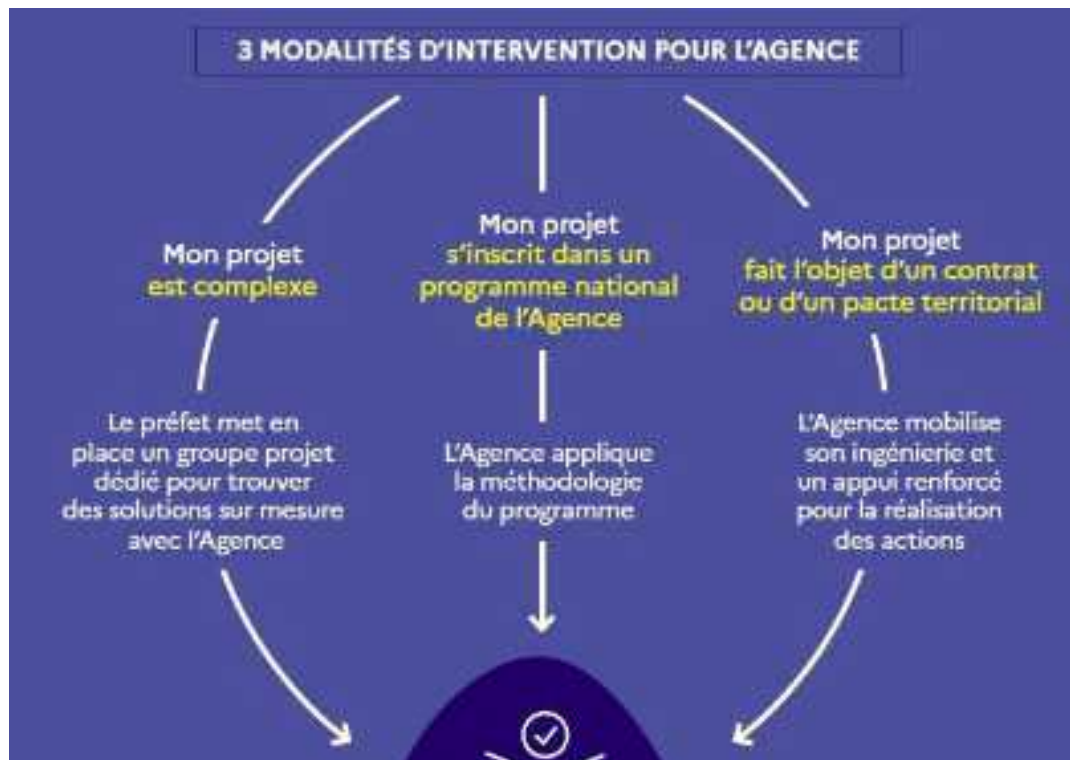 3 MODALITÉS D'INTERVENTION POUR L'AGENCE
Mon projet
est complexe
Le préfet met en
place un groupe projet
dédié pour trouver
des solutions sur mesure
avec l'Agence
Mon projet
s'inscrit dans un
programme national
de l'Agence
L'Agence applique
la méthodologie
du programme
Mon projet
fait l'objet d'un contrat
ou d'un pacte territorial
L'Agence mobilise
son ingénierie et
un appui renforcé
pour la réalisation
des actions